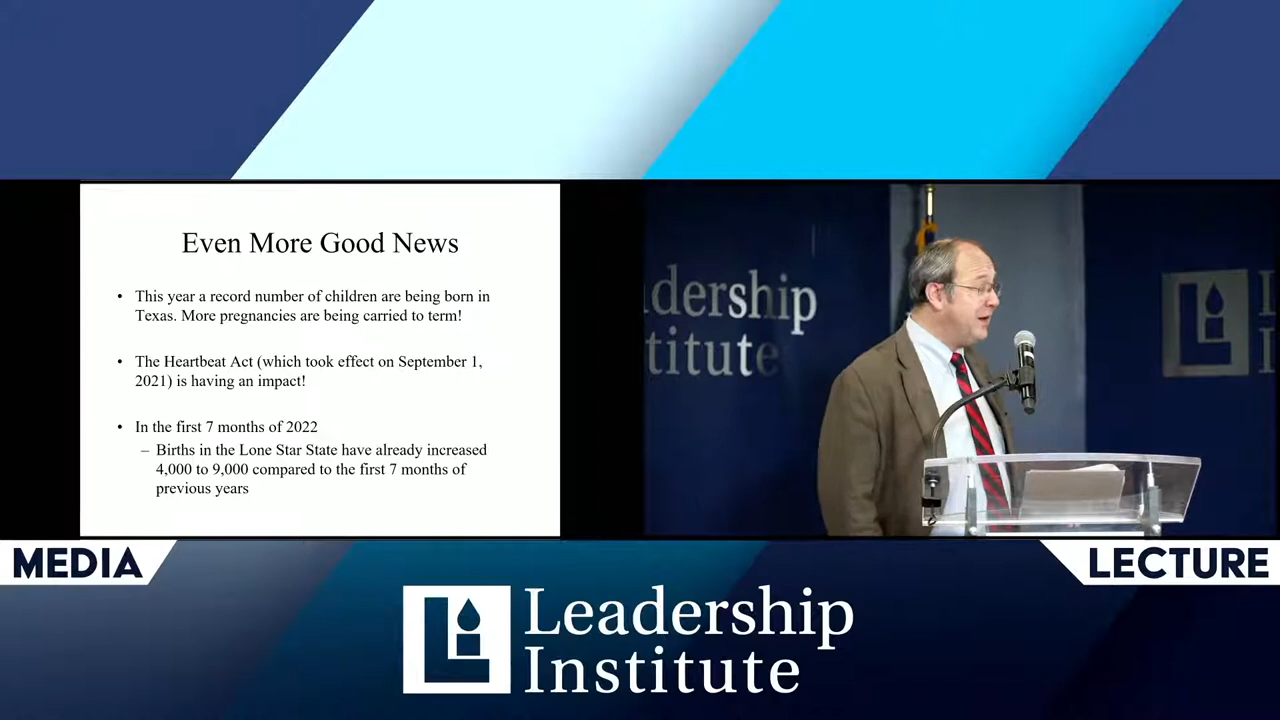 Even More Good News
• This year a record number of children are being born in
Texas. More pregnancies are being carried to term!
• The Heartbeat Act (which took effect on September 1,
2021) is having an impact!
• In the first 7 months of 2022
– Births in the Lone Star State have already increased
4,000 to 9,000 compared to the first 7 months of
previous years
dership
titute
MEDIA
LECTURE
Leadership
Institute